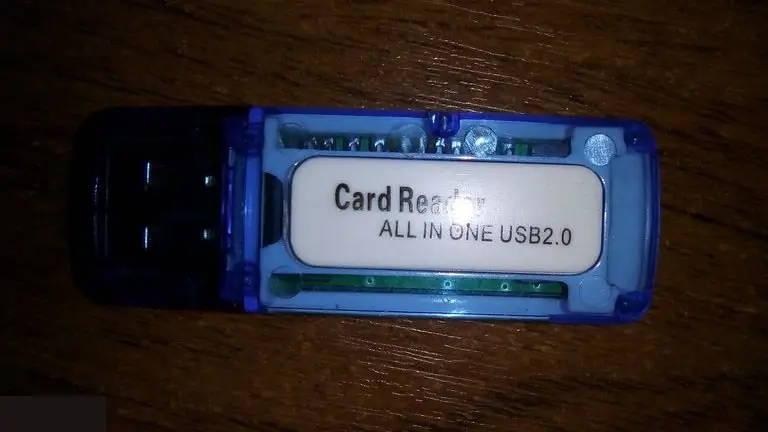 Card Reader
ALL IN ONE USB2.0